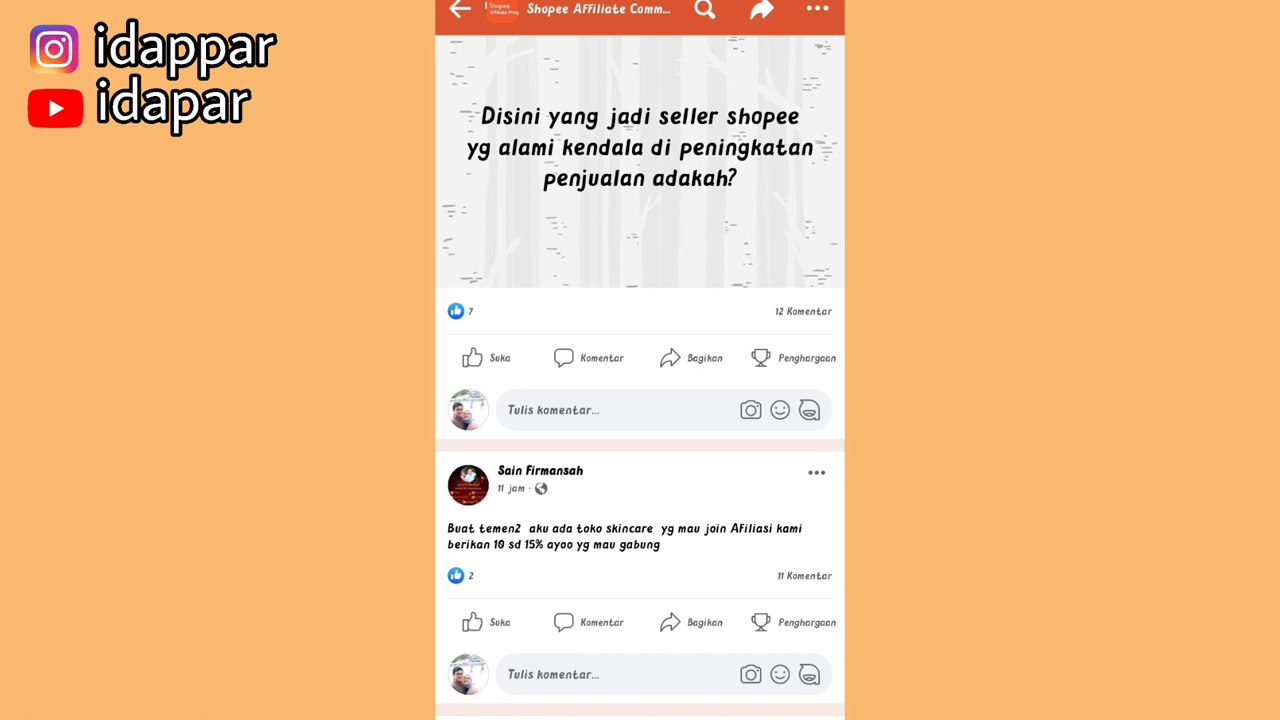 idappar
idapar
Shopee
Affiliate Prog
Shopee Affiliate Comm...
Disini yang jadi seller shopee
yg alami kendala di peningkatan
penjualan adakah?
7
12 Komentar
Suka
Komentar
Bagikan
Penghargaan
Tulis komentar...
Sain Firmansah
11 jam ·
Buat temen2 aku ada toko skincare yg mau join Afiliasi kami
berikan 10 sd 15% ayoo yg mau gabung
2
11 Komentar
Suka
Komentar
Bagikan
Penghargaan
Tulis komentar...